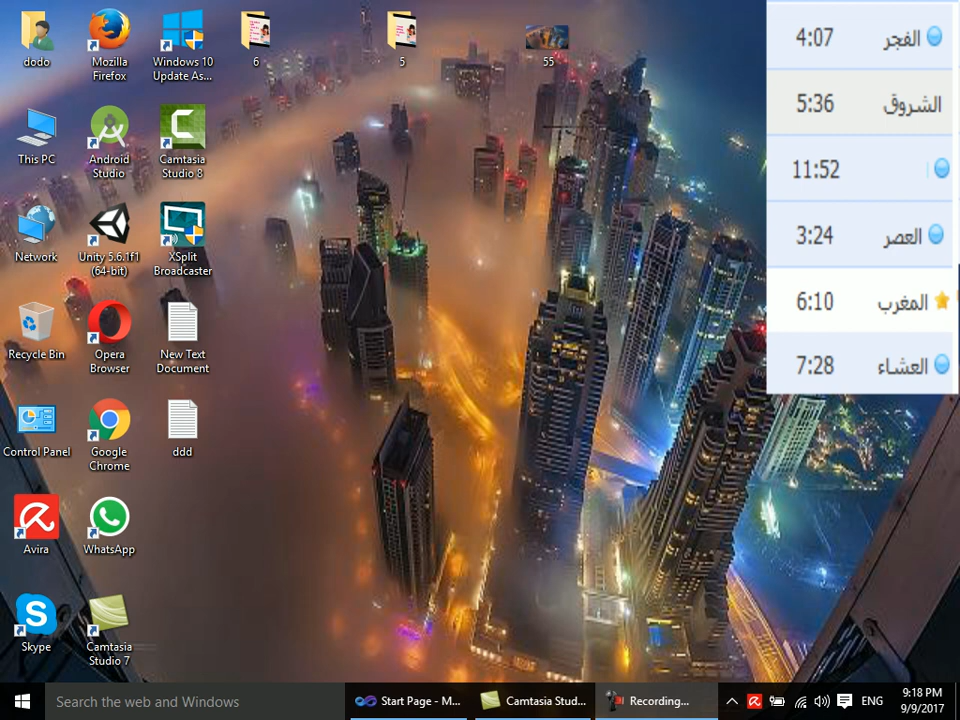 4:07 الفجر
5:36 الشروق
11:52
3:24 العصر
6:10 المغرب
7:28 العشاء
dodo
Mozilla
Firefox
Windows 10
Update As...
6
5
55
This PC
Android
Studio
Camtasia
Studio 8
Network
Unity 5.6.1f1
(64-bit)
XSplit
Broadcaster
Recycle Bin
Opera
Browser
New Text
Document
Control Panel
Google
Chrome
ddd
Avira
WhatsApp
Skype
Camtasia
Studio 7
Search the web and Windows
Start Page - M...
Camtasia Stud...
Recording...
ENG
9:18 PM
9/9/2017